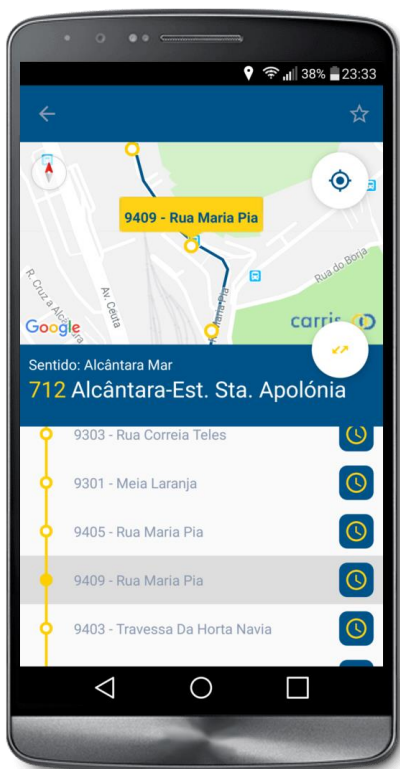 38% 23:33
9409 - Rua Maria Pia
Rua do Borja
R. Cruz a Alcântara
Av. Ceuta
Maria Pia
Google
carris
Sentido: Alcântara Mar
712 Alcântara-Est. Sta. Apolónia
9303 - Rua Correia Teles
9301 - Meia Laranja
9405 - Rua Maria Pia
9409 - Rua Maria Pia
9403 - Travessa Da Horta Navia